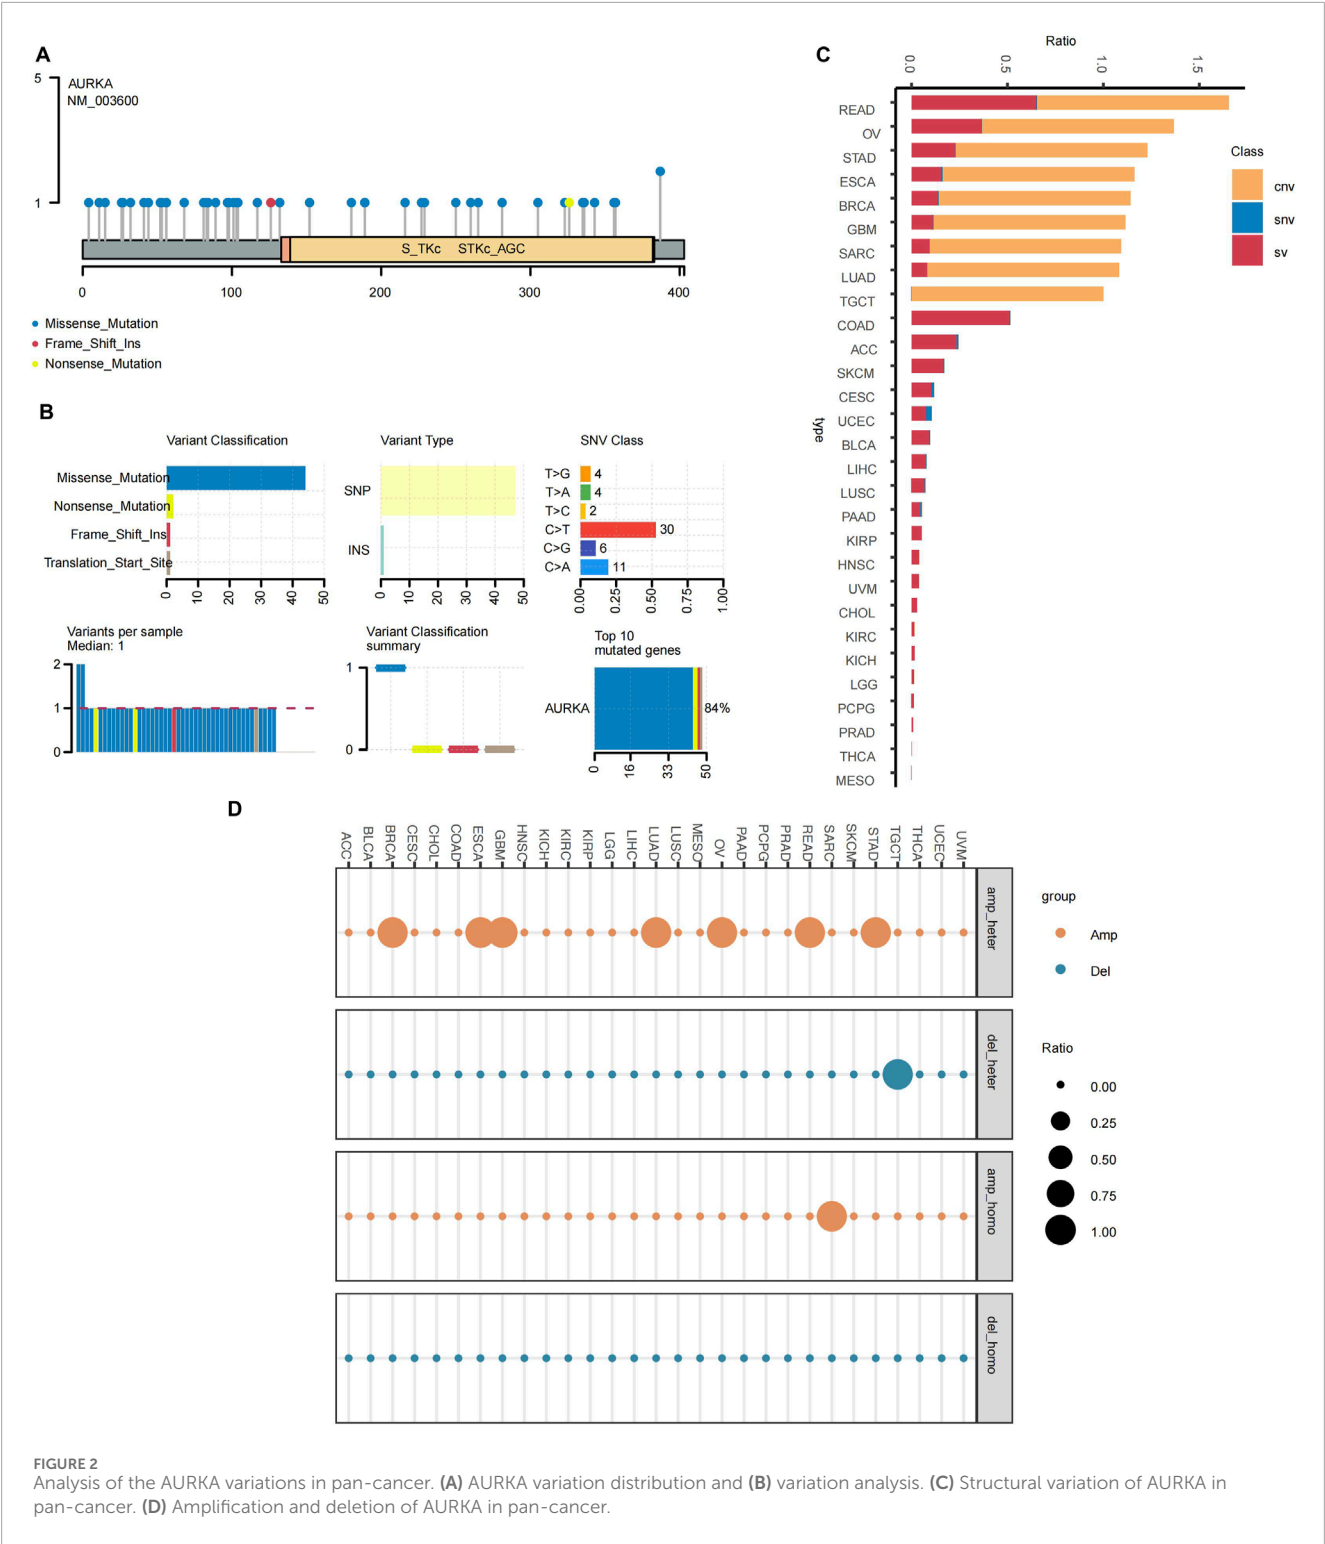 A
5
AURKA
NM_003600
1
S_TKc
STKc_AGC
0
100
200
300
400
Missense_Mutation
Frame_Shift_Ins
Nonsense_Mutation
B
Variant Classification
Missense_Mutation
Nonsense_Mutation
Frame_Shift_Ins
Translation_Start_Site
0
10
20
30
40
50
Variant Type
SNP
INS
0
10
20
30
40
50
SNV Class
T>G
4
T>A
4
T>C
2
C>T
30
C>G
6
C>A
11
0.00
0.25
0.50
0.75
1.00
Variants per sample
Median: 1
2
1
0
Variant Classification
summary
1
0
Top 10
mutated genes
AURKA
84%
0
16
33
50
C
Ratio
0.0
0.5
1.0
1.5
READ
OV
STAD
ESCA
BRCA
GBM
SARC
LUAD
TGCT
COAD
ACC
SKCM
CESC
UCEC
BLCA
LIHC
LUSC
PAAD
KIRP
HNSC
UVM
CHOL
KIRC
KICH
LGG
PCPG
PRAD
THCA
MESO
type
Class
cnv
snv
sv
D
ACC
BLCA
BRCA
CESC
CHOL
COAD
ESCA
GBM
HNSC
KICH
KIRC
KIRP
LGG
LIHC
LUAD
LUSC
MESO
OV
PAAD
PCPG
PRAD
READ
SARC
SKCM
STAD
TGCT
THCA
UCEC
UVM
amp_heter
del_heter
amp_homo
del_homo
group
Amp
Del
Ratio
0.00
0.25
0.50
0.75
1.00
FIGURE 2
Analysis of the AURKA variations in pan-cancer. (A) AURKA variation distribution and (B) variation analysis. (C) Structural variation of AURKA in
pan-cancer. (D) Amplification and deletion of AURKA in pan-cancer.